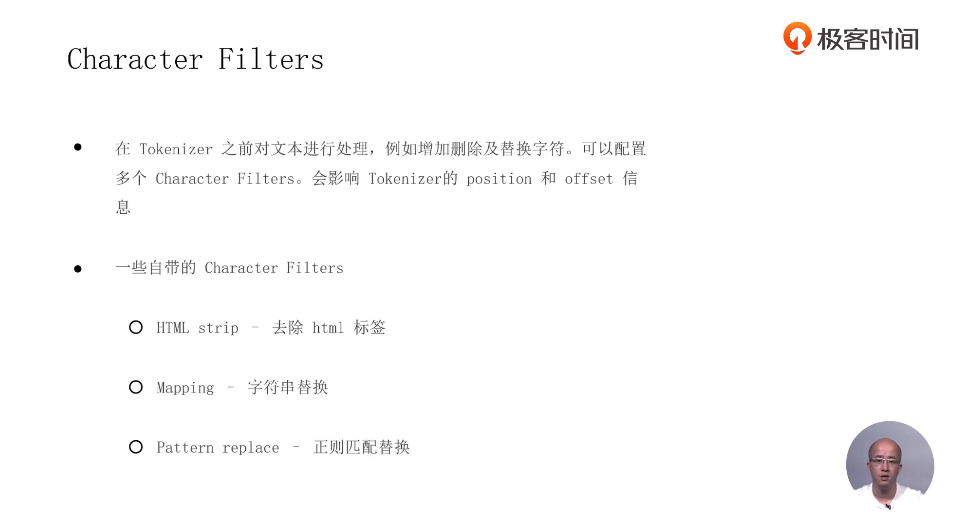 极客时间
Character Filters
在 Tokenizer 之前对文本进行处理，例如增加删除及替换字符。可以配置
多个 Character Filters。会影响 Tokenizer的 position 和 offset 信
息
一些自带的 Character Filters
HTML strip – 去除 html 标签
Mapping – 字符串替换
Pattern replace – 正则匹配替换